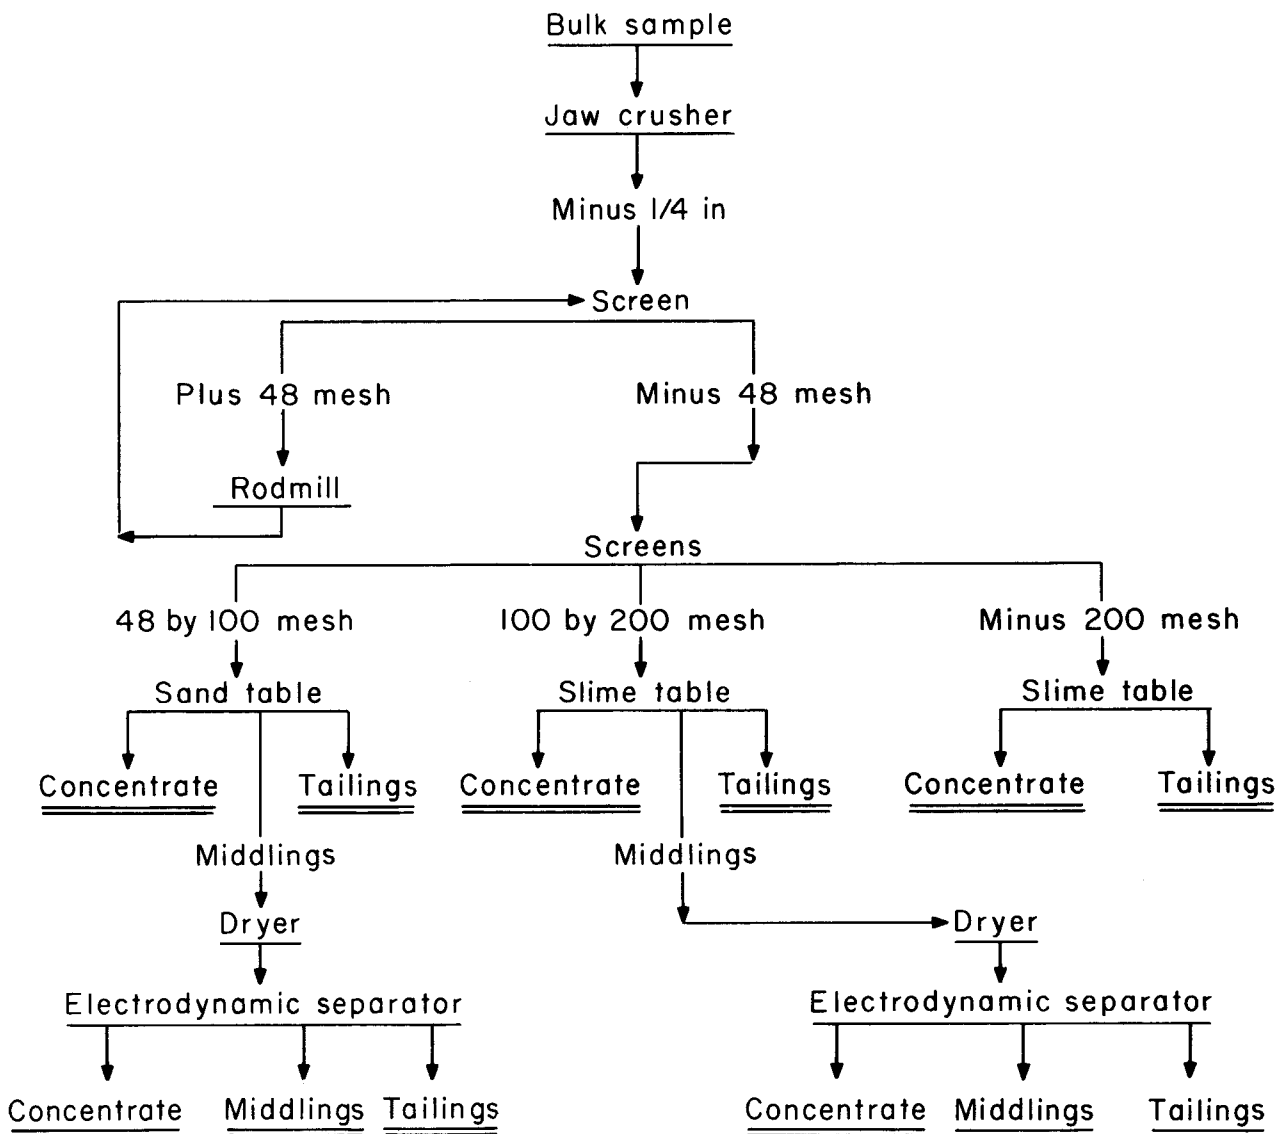 Bulk sample
Jaw crusher
Minus 1/4 in
Screen
Plus 48 mesh
Minus 48 mesh
Rodmill
Screens
48 by 100 mesh
100 by 200 mesh
Minus 200 mesh
Sand table
Slime table
Slime table
Concentrate
Tailings
Concentrate
Tailings
Concentrate
Tailings
Middlings
Middlings
Dryer
Dryer
Electrodynamic separator
Electrodynamic separator
Concentrate
Middlings
Tailings
Concentrate
Middlings
Tailings